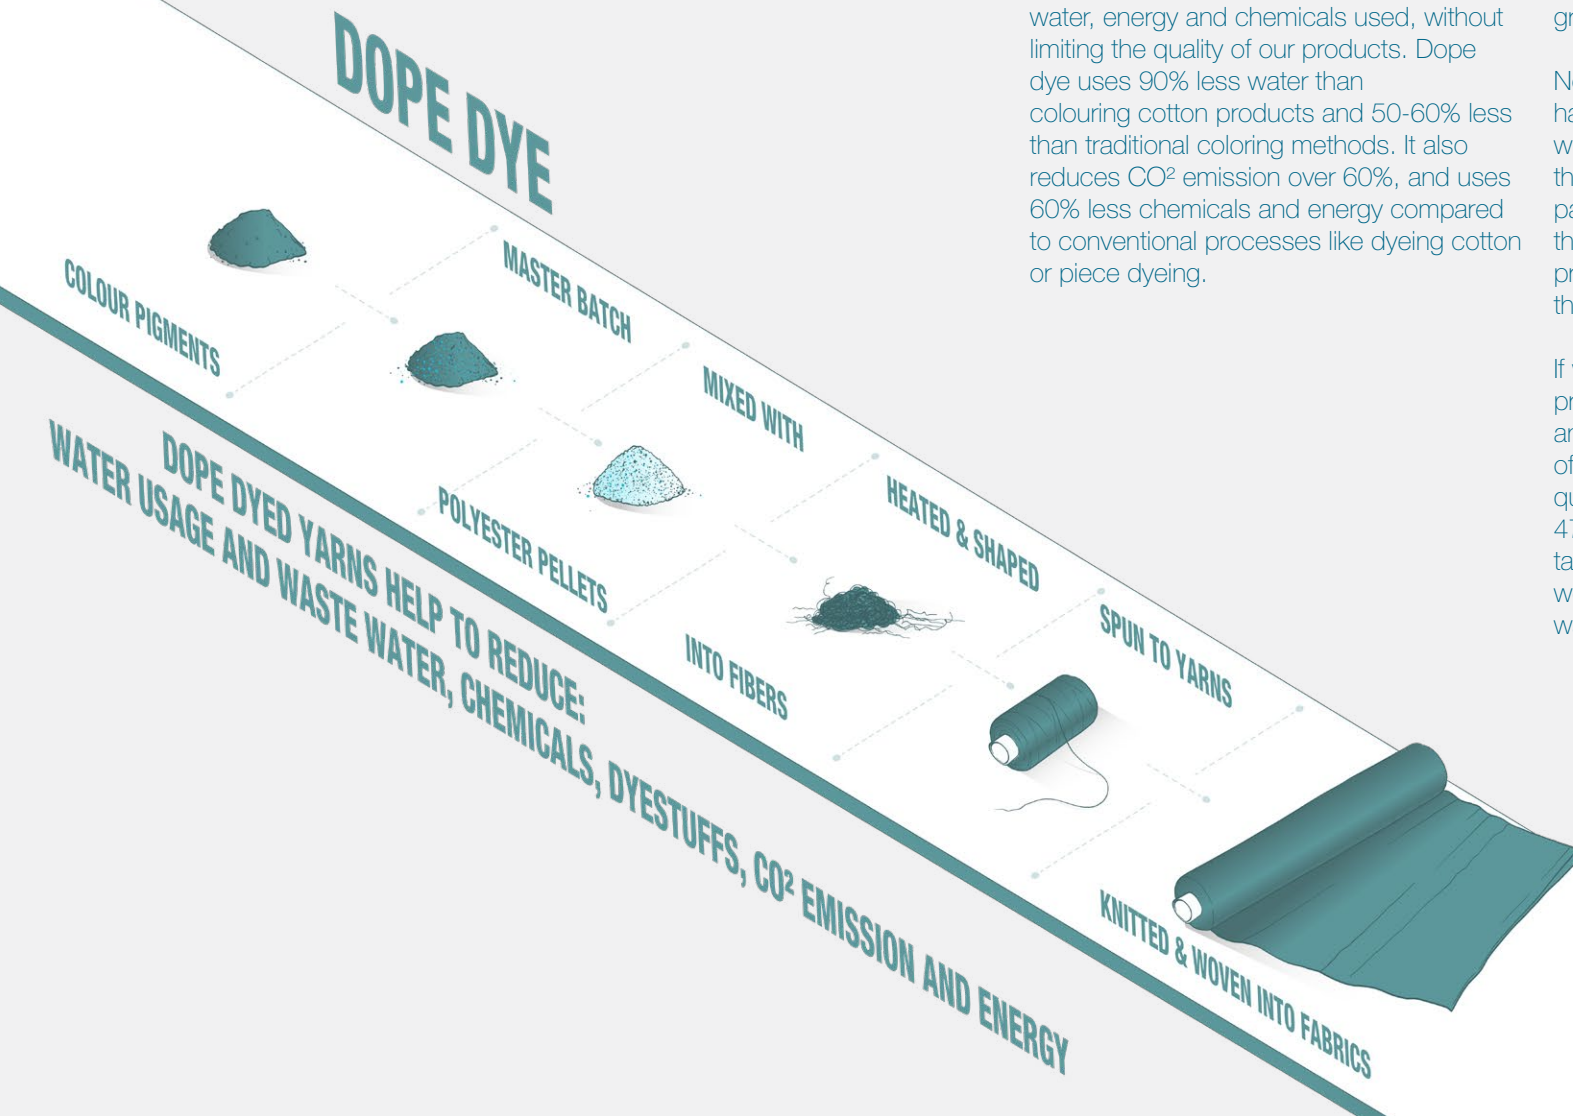 DOPE DYE
COLOUR PIGMENTS
MASTER BATCH
MIXED WITH
POLYESTER PELLETS
HEATED & SHAPED
INTO FIBERS
SPUN TO YARNS
KNITTED & WOVEN INTO FABRICS
DOPE DYED YARNS HELP TO REDUCE:
WATER USAGE AND WASTE WATER, CHEMICALS, DYESTUFFS, CO² EMISSION AND ENERGY
water, energy and chemicals used, without
limiting the quality of our products. Dope
dye uses 90% less water than
colouring cotton products and 50-60% less
than traditional coloring methods. It also
reduces CO² emission over 60%, and uses
60% less chemicals and energy compared
to conventional processes like dyeing cotton
or piece dyeing.
If